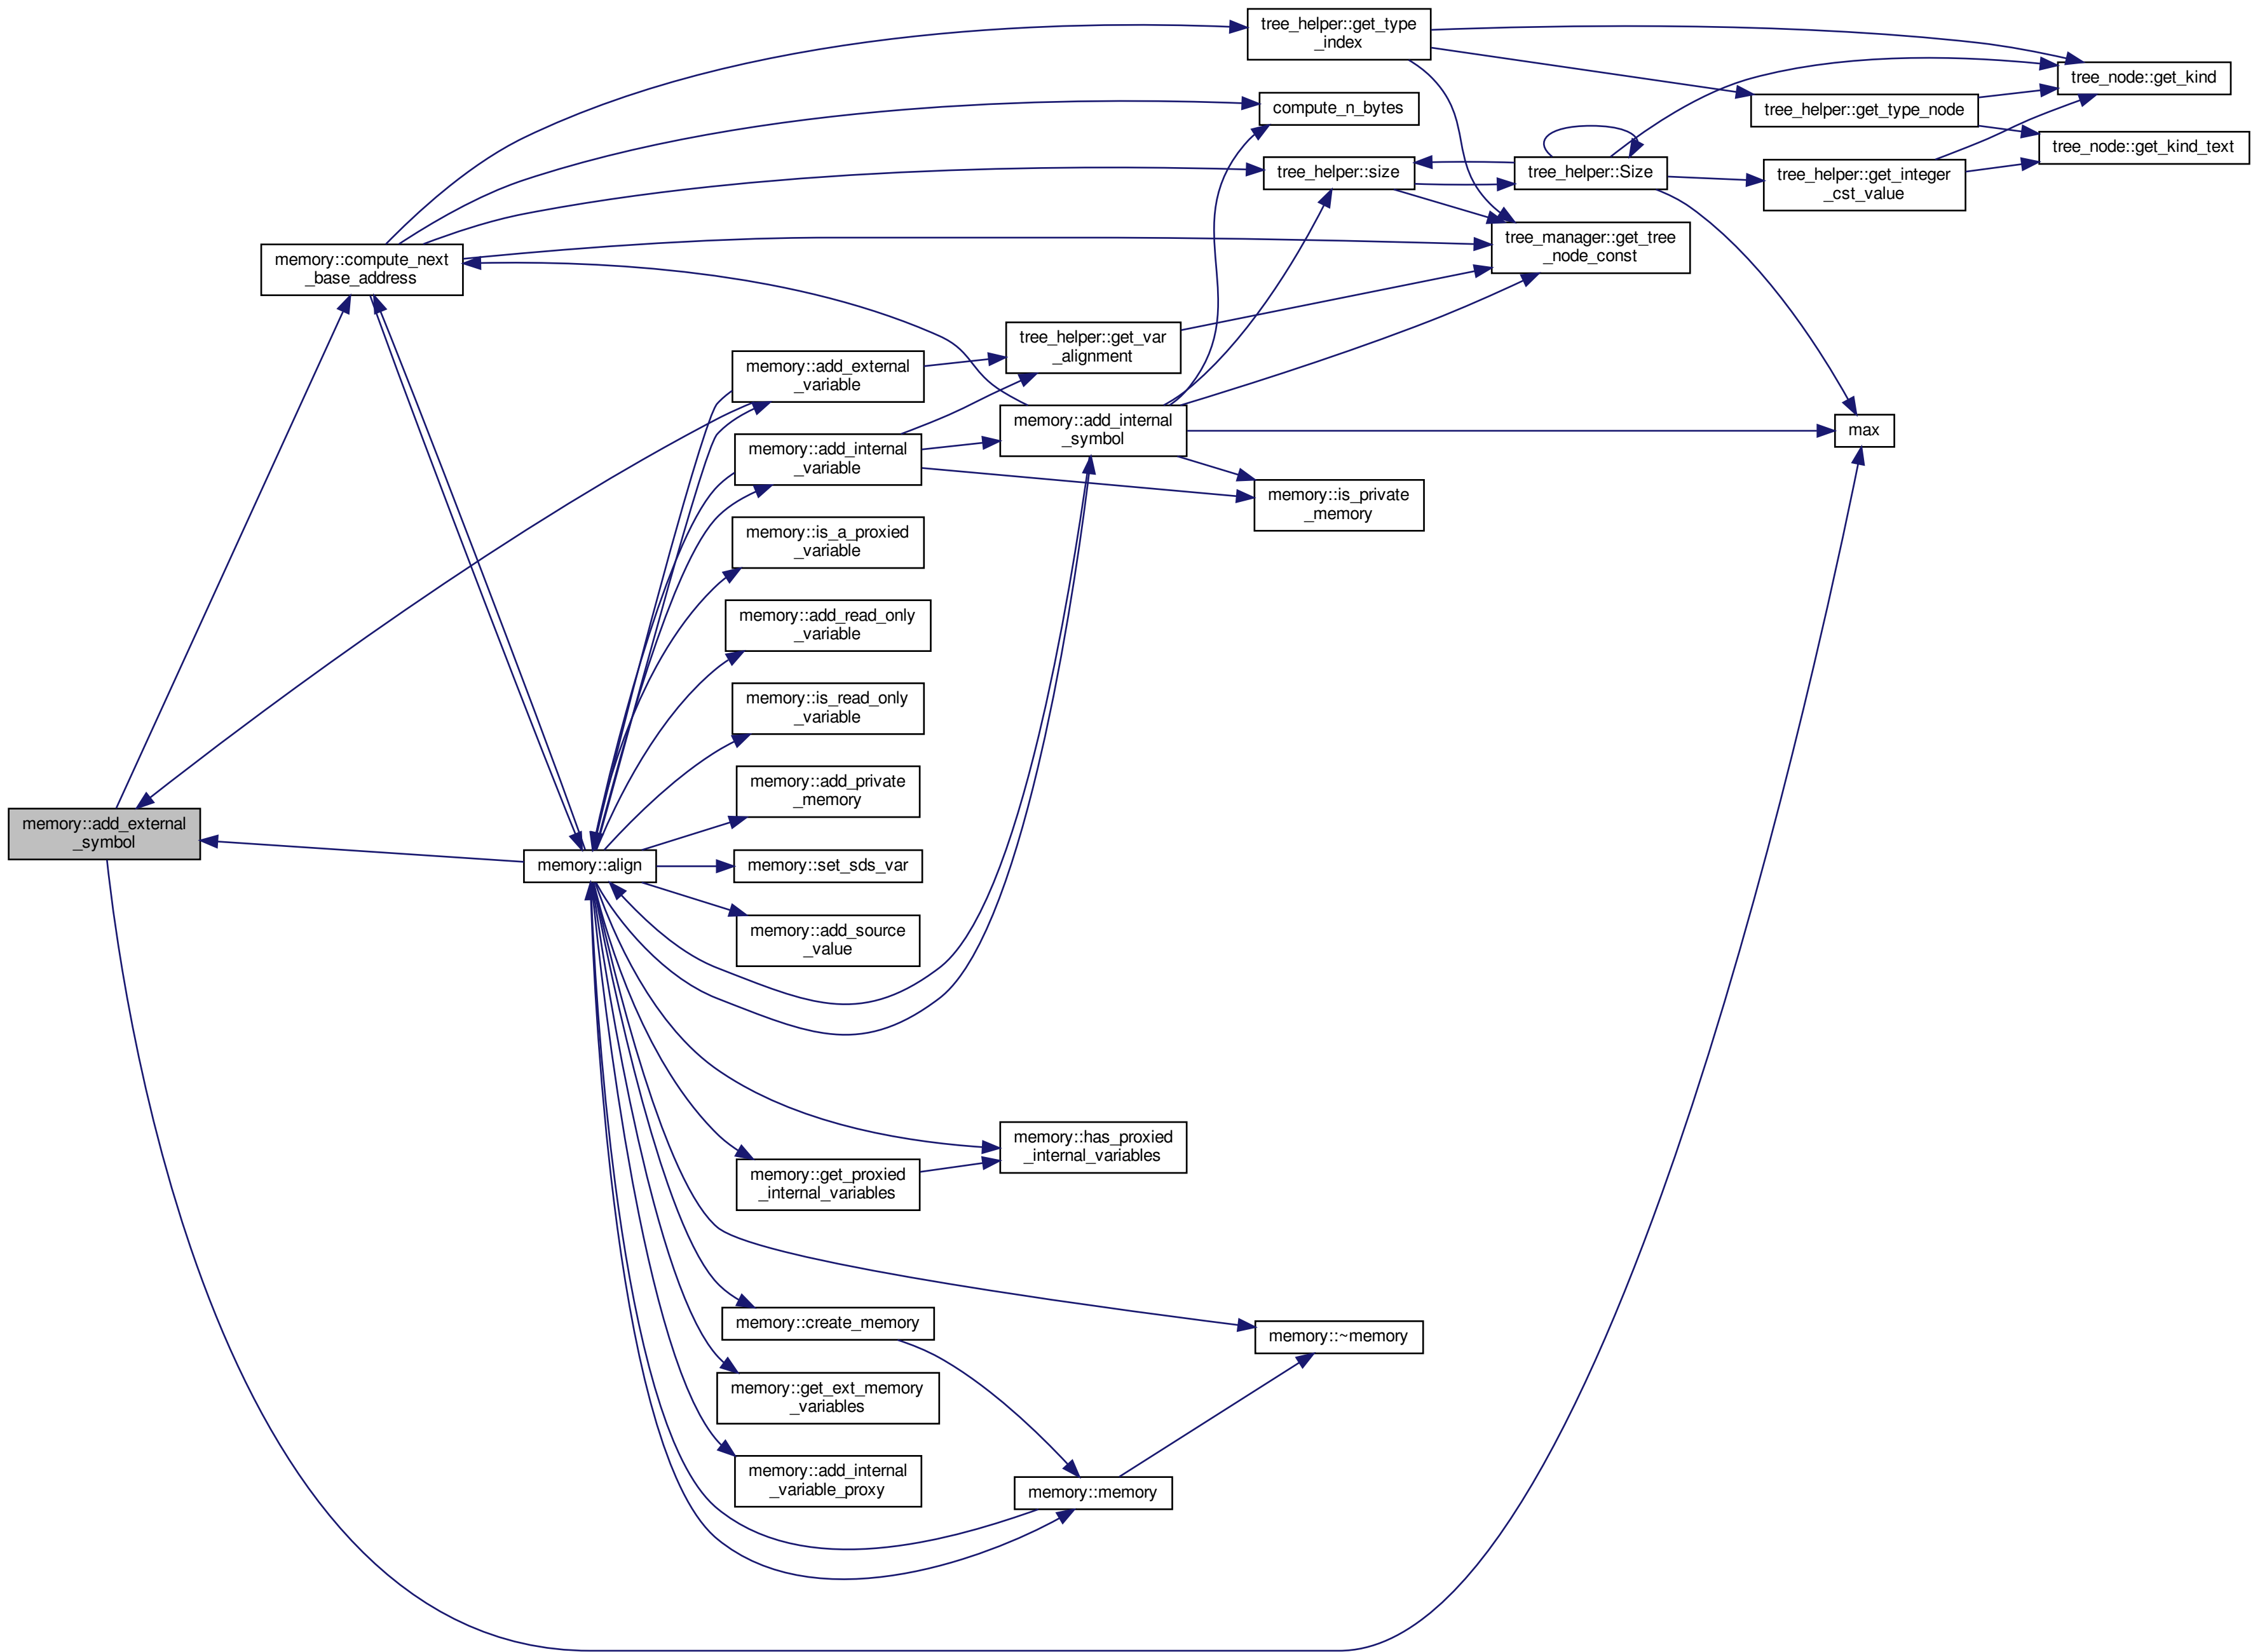 tree_helper::get_type
_index
tree_node::get_kind
compute_n_bytes
tree_helper::get_type_node
tree_node::get_kind_text
tree_helper::size
tree_helper::Size
tree_helper::get_integer
_cst_value
tree_manager::get_tree
_node_const
memory::compute_next
_base_address
tree_helper::get_var
_alignment
memory::add_external
_variable
memory::add_internal
_symbol
max
memory::add_internal
_variable
memory::is_private
_memory
memory::is_a_proxied
_variable
memory::add_read_only
_variable
memory::is_read_only
_variable
memory::add_private
_memory
memory::add_external
_symbol
memory::align
memory::set_sds_var
memory::add_source
_value
memory::has_proxied
_internal_variables
memory::get_proxied
_internal_variables
memory::create_memory
memory::~memory
memory::get_ext_memory
_variables
memory::add_internal
_variable_proxy
memory::memory